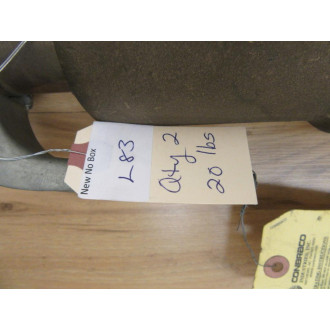 New No Box
L83
Qty 2
20 lbs
CONBRACO